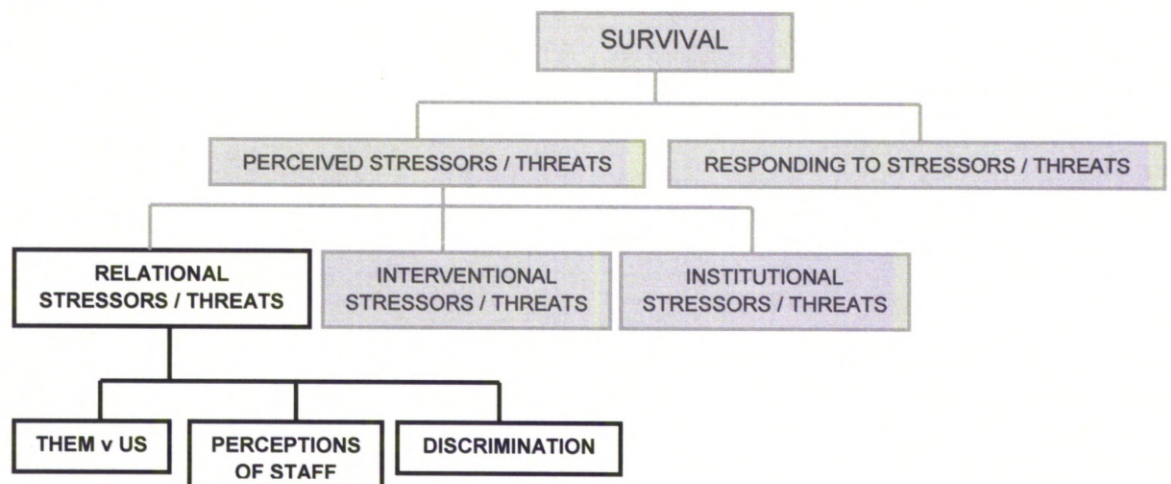 SURVIVAL
PERCEIVED STRESSORS / THREATS
RESPONDING TO STRESSORS / THREATS
RELATIONAL
STRESSORS / THREATS
INTERVENTIONAL
STRESSORS / THREATS
INSTITUTIONAL
STRESSORS / THREATS
THEM v US
PERCEPTIONS
OF STAFF
DISCRIMINATION